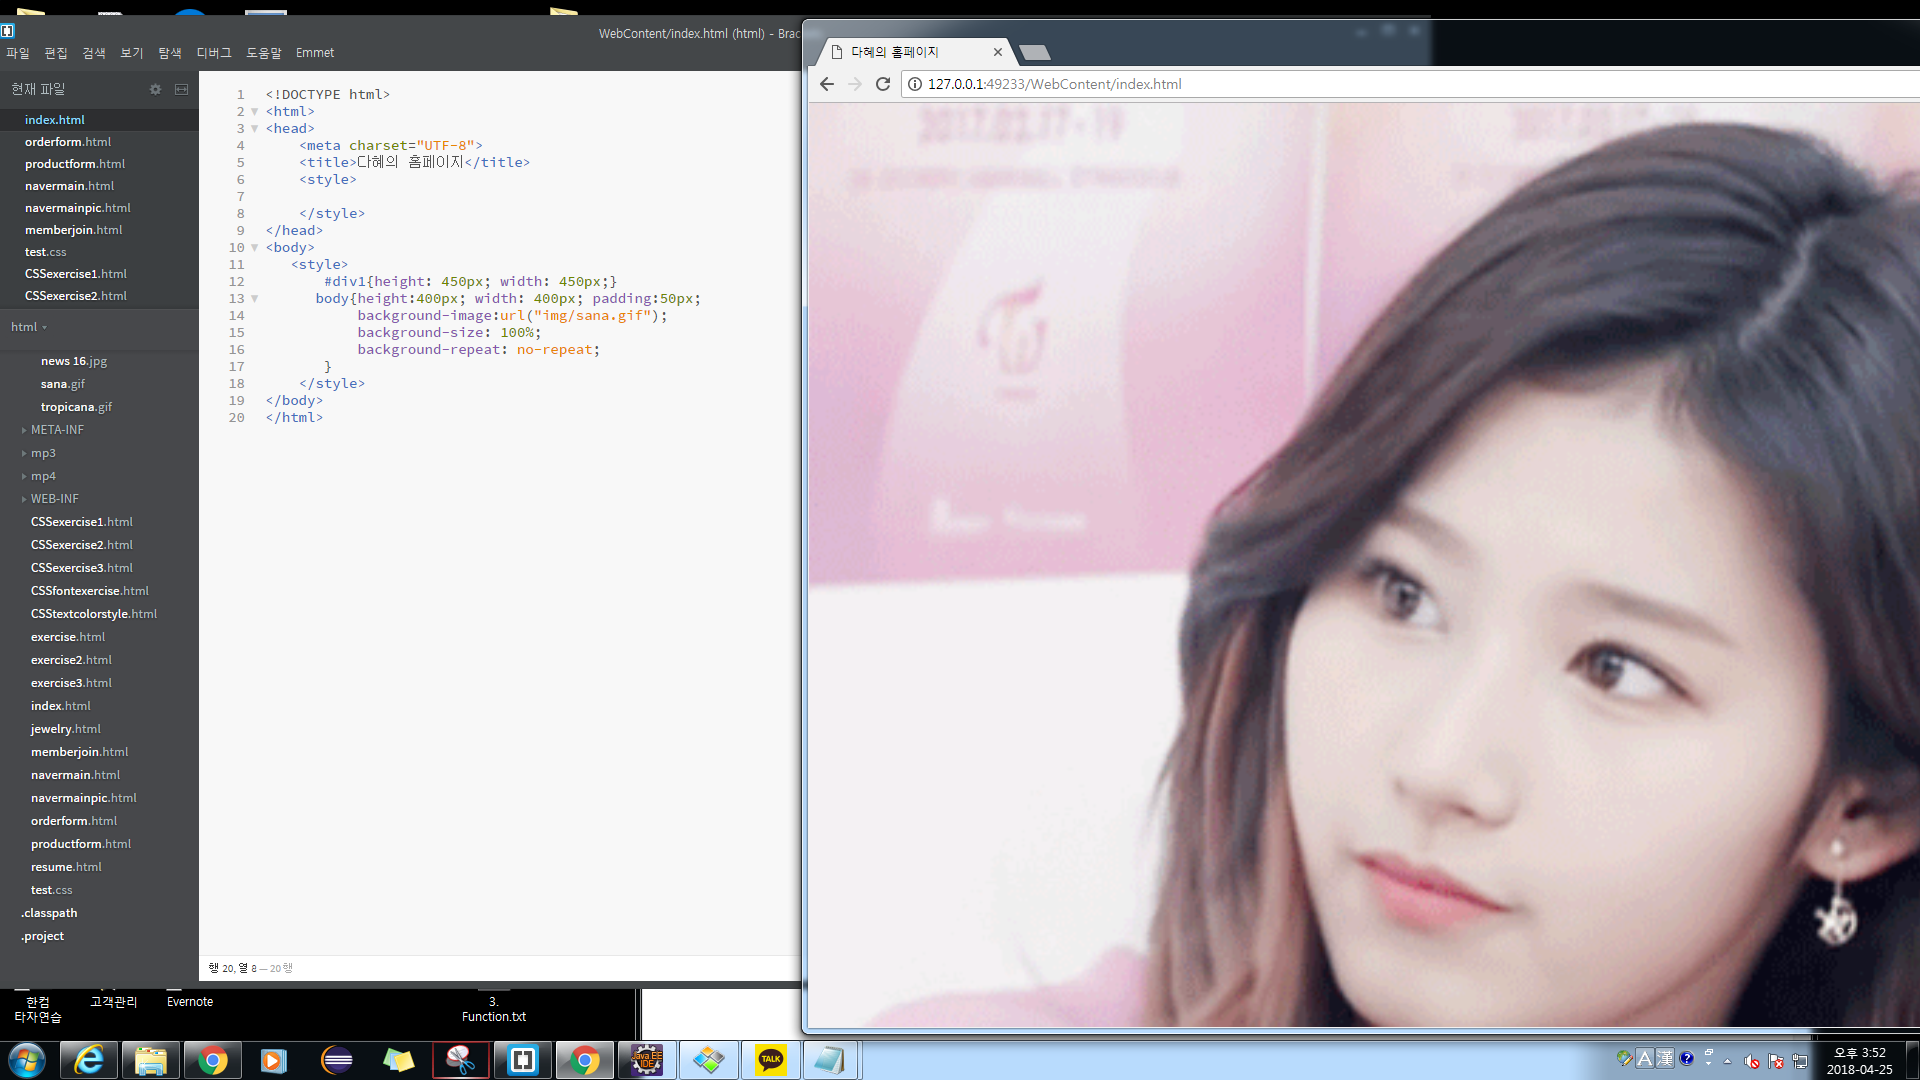 WebContent/index.html (html) - Brac
파일 편집 검색 보기 탐색 디버그 도움말 Emmet
현재 파일
index.html
orderform.html
productform.html
navermain.html
navermainpic.html
memberjoin.html
test.css
CSSexercise1.html
CSSexercise2.html
html
news 16.jpg
sana.gif
tropicana.gif
META-INF
mp3
mp4
WEB-INF
CSSexercise1.html
CSSexercise2.html
CSSexercise3.html
CSSfontexercise.html
CSStextcolorstyle.html
exercise.html
exercise2.html
exercise3.html
index.html
jewelry.html
memberjoin.html
navermain.html
navermainpic.html
orderform.html
productform.html
resume.html
test.css
.classpath
.project
1 <!DOCTYPE html>
2 <html>
3 <head>
4 <meta charset="UTF-8">
5 <title>다혜의 홈페이지</title>
6 <style>
7
8 </style>
9 </head>
10 <body>
11 <style>
12 #div1{height: 450px; width: 450px;}
13 body{height:400px; width: 400px; padding:50px;
14 background-image:url("img/sana.gif");
15 background-size: 100%;
16 background-repeat: no-repeat;
17 }
18 </style>
19 </body>
20 </html>
행 20, 열 8 — 20 행
다혜의 홈페이지
127.0.0.1:49233/WebContent/index.html
한컴
타자연습
고객관리
Evernote
3.
Function.txt
Java EE
IDE
TALK
A 漢
오후 3:52
2018-04-25